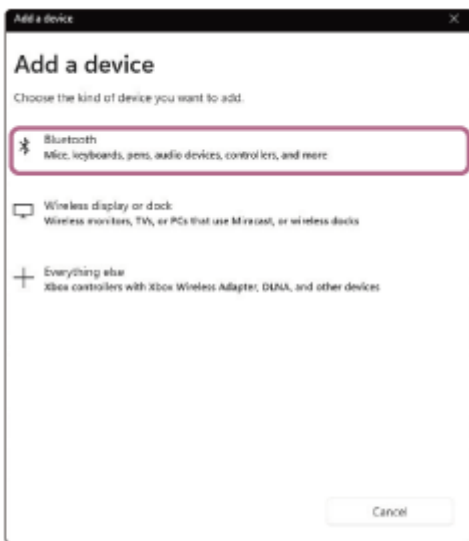 Add a device
Add a device
Choose the kind of device you want to add.
Bluetooth
Mice, keyboards, pens, audio devices, controllers, and more
Wireless display or dock
Wireless monitors, TVs, or PCs that use Miracast, or wireless docks
Everything else
Xbox controllers with Xbox Wireless Adapter, DLNA, and other devices
Cancel